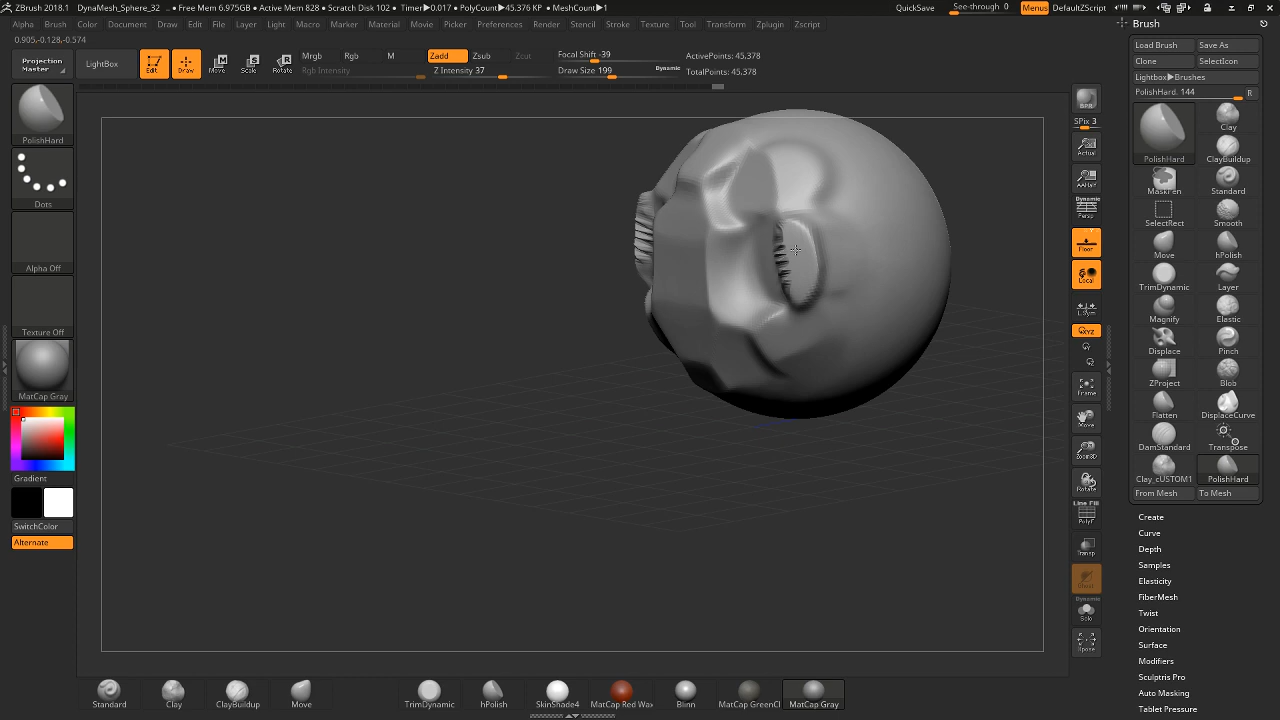 ZBrush 2018.1 DynaMesh_Sphere_32 • Free Mem 6.975GB • Active Mem 828 • Scratch Disk 102 • Timer▶0.017 • PolyCount▶45.376 KP • MeshCount▶1 QuickSave See-through 0 Menus DefaultZScript
Alpha Brush Color Document Draw Edit File Layer Light Macro Marker Material Movie Picker Preferences Render Stencil Stroke Texture Tool Transform Zplugin Zscript
0.905,-0.128,-0.574
Projection Master
LightBox
Edit
Draw
Move
Scale
Rotate
Mrgb Rgb M Zadd Zsub Zcut
Rgb Intensity Z Intensity 37
Focal Shift -39
Draw Size 199 Dynamic
ActivePoints: 45.378
TotalPoints: 45.378
PolishHard
Dots
Alpha Off
Texture Off
MatCap Gray
Gradient
SwitchColor
Alternate
BPR
SPix 3
Actual
AAHalf
Dynamic
Persp
Floor
Local
L.Sym
XYZ
Y
Z
Frame
Move
Zoom3D
Rotate
Line Fill
PolyF
Transp
Ghost
Dynamic
Solo
Xpose
Brush
Load Brush Save As
Clone SelectIcon
Lightbox▶Brushes
PolishHard. 144 R
PolishHard
Clay
ClayBuildup
MaskPen Standard
SelectRect Smooth
Move hPolish
TrimDynamic Layer
Magnify Elastic
Displace Pinch
ZProject Blob
Flatten DisplaceCurve
DamStandard Transpose
Clay_cUSTOM1 PolishHard
From Mesh To Mesh
Create
Curve
Depth
Samples
Elasticity
FiberMesh
Twist
Orientation
Surface
Modifiers
Sculptris Pro
Auto Masking
Tablet Pressure
Standard Clay ClayBuildup Move TrimDynamic hPolish SkinShade4 MatCap Red Wax Blinn MatCap GreenCl MatCap Gray